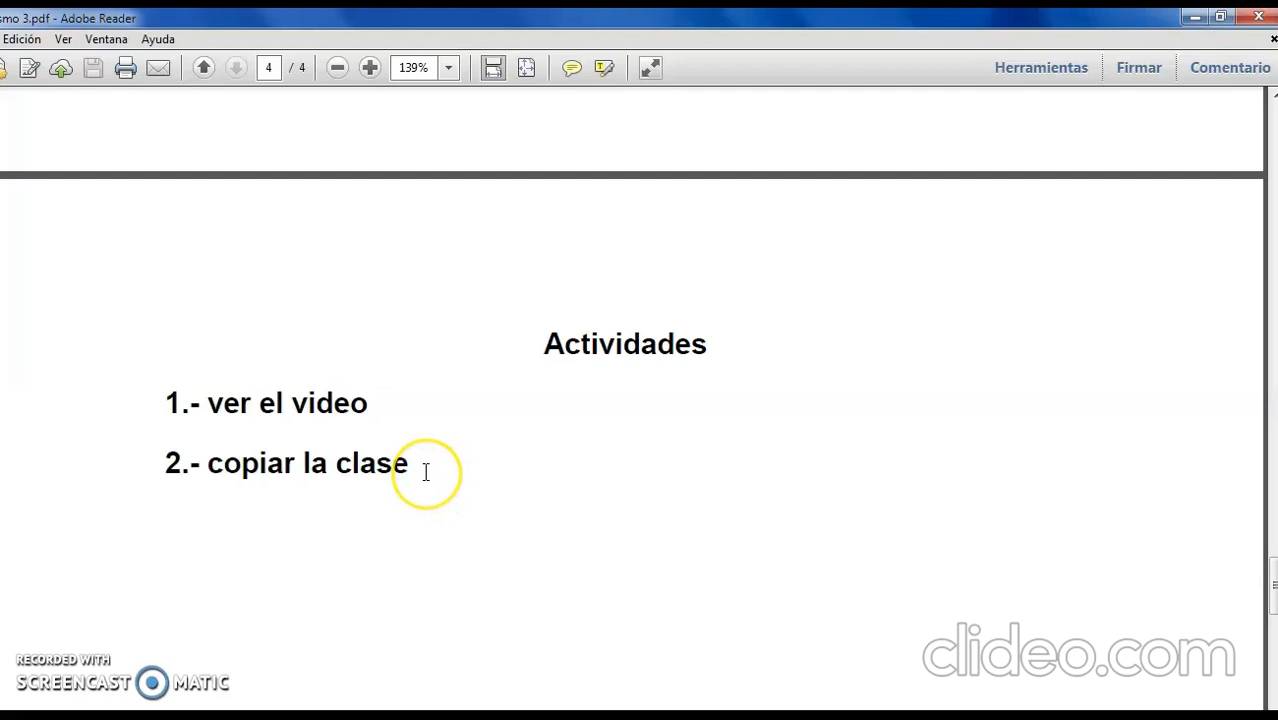 smo 3.pdf - Adobe Reader
Edición Ver Ventana Ayuda
4 / 4 139% Herramientas Firmar Comentario
Actividades
1.- ver el video
2.- copiar la clase
RECORDED WITH
SCREENCAST MATIC
clideo.com